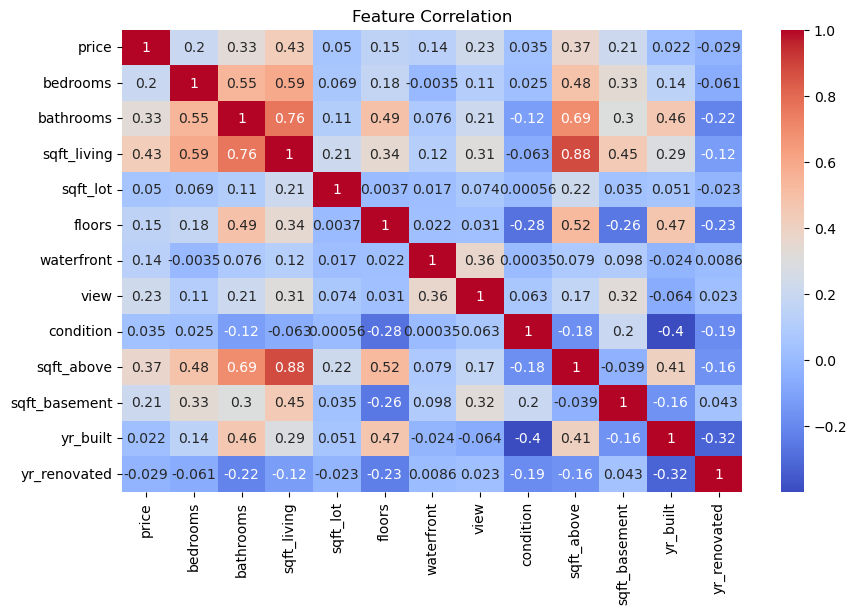 Feature Correlation
price 1 0.2 0.33 0.43 0.05 0.15 0.14 0.23 0.035 0.37 0.21 0.022 -0.029 1.0
bedrooms 0.2 1 0.55 0.59 0.069 0.18 -0.0035 0.11 0.025 0.48 0.33 0.14 -0.061
bathrooms 0.33 0.55 1 0.76 0.11 0.49 0.076 0.21 -0.12 0.69 0.3 0.46 -0.22 0.8
sqft_living 0.43 0.59 0.76 1 0.21 0.34 0.12 0.31 -0.063 0.88 0.45 0.29 -0.12
sqft_lot 0.05 0.069 0.11 0.21 1 0.0037 0.017 0.074 0.00056 0.22 0.035 0.051 -0.023 0.6
floors 0.15 0.18 0.49 0.34 0.0037 1 0.022 0.031 -0.28 0.52 -0.26 0.47 -0.23 0.4
waterfront 0.14 -0.0035 0.076 0.12 0.017 0.022 1 0.36 0.00035 0.079 0.098 -0.024 0.0086
view 0.23 0.11 0.21 0.31 0.074 0.031 0.36 1 0.063 0.17 0.32 -0.064 0.023 0.2
condition 0.035 0.025 -0.12 -0.063 0.00056 -0.28 0.00035 0.063 1 -0.18 0.2 -0.4 -0.19
sqft_above 0.37 0.48 0.69 0.88 0.22 0.52 0.079 0.17 -0.18 1 -0.039 0.41 -0.16 0.0
sqft_basement 0.21 0.33 0.3 0.45 0.035 -0.26 0.098 0.32 0.2 -0.039 1 -0.16 0.043
yr_built 0.022 0.14 0.46 0.29 0.051 0.47 -0.024 -0.064 -0.4 0.41 -0.16 1 -0.32 −0.2
yr_renovated -0.029 -0.061 -0.22 -0.12 -0.023 -0.23 0.0086 0.023 -0.19 -0.16 0.043 -0.32 1
price bedrooms bathrooms sqft_living sqft_lot floors waterfront view condition sqft_above sqft_basement yr_built yr_renovated